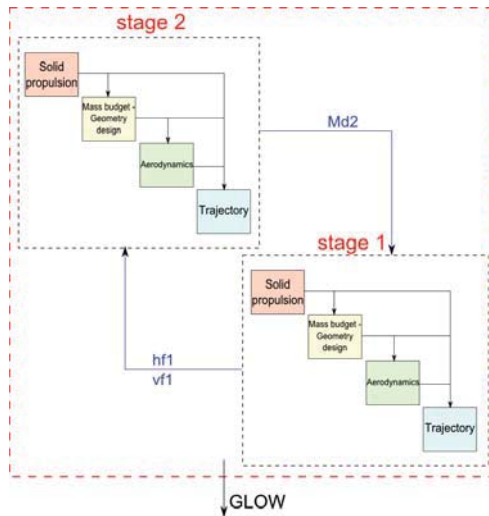 stage 2
Solid
propulsion
Mass budget -
Geometry
design
Aerodynamics
Trajectory
Md2
stage 1
Solid
propulsion
Mass budget -
Geometry
design
Aerodynamics
Trajectory
hf1
vf1
GLOW